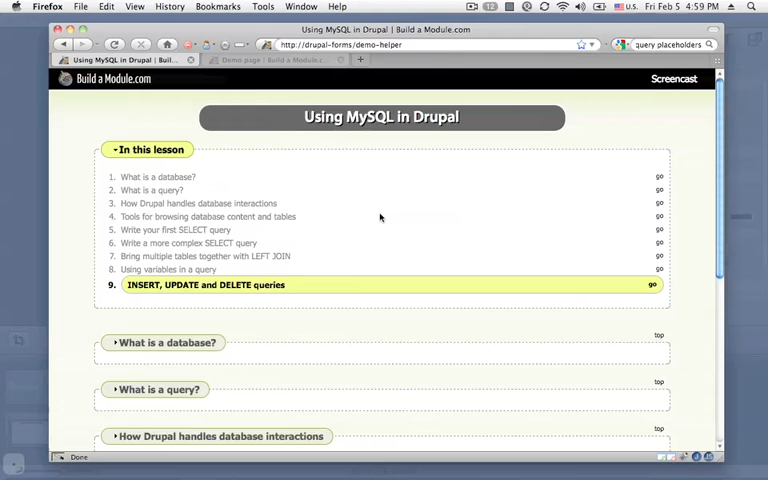 Firefox File Edit View History Bookmarks Tools Window Help 12 U.S. Fri Feb 5 4:59 PM
Using MySQL in Drupal | Build a Module.com
http://drupal-forms/demo-helper
query placeholders
Using MySQL in Drupal | Buil...
Demo page | Build a Module.c...
Build a Module.com
Screencast
Using MySQL in Drupal
In this lesson
1. What is a database? go
2. What is a query? go
3. How Drupal handles database interactions go
4. Tools for browsing database content and tables go
5. Write your first SELECT query go
6. Write a more complex SELECT query go
7. Bring multiple tables together with LEFT JOIN go
8. Using variables in a query go
9. INSERT, UPDATE and DELETE queries go
top
What is a database?
top
What is a query?
top
How Drupal handles database interactions
Done